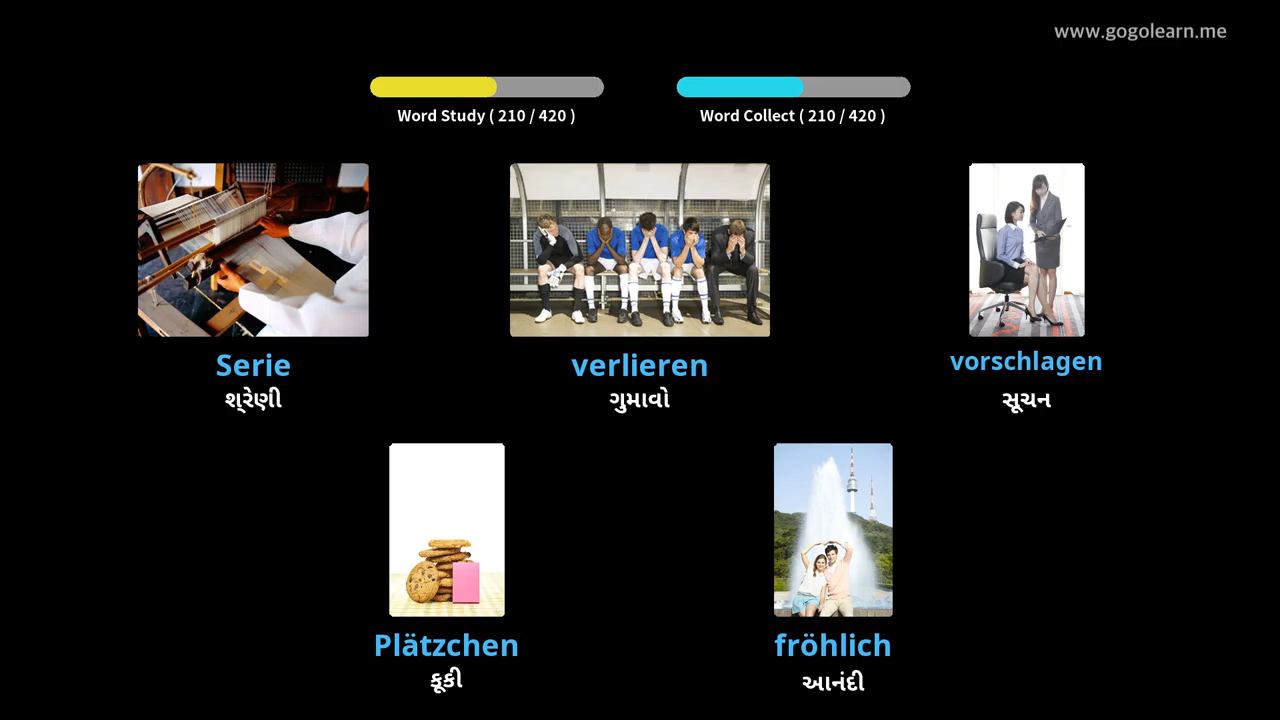 www.gogolearn.me
Word Study ( 210 / 420 )
Word Collect ( 210 / 420 )
Serie
verlieren
vorschlagen
શ્રેણી
ગુમાવો
સૂચન
Plätzchen
fröhlich
કૂકી
આનંદી